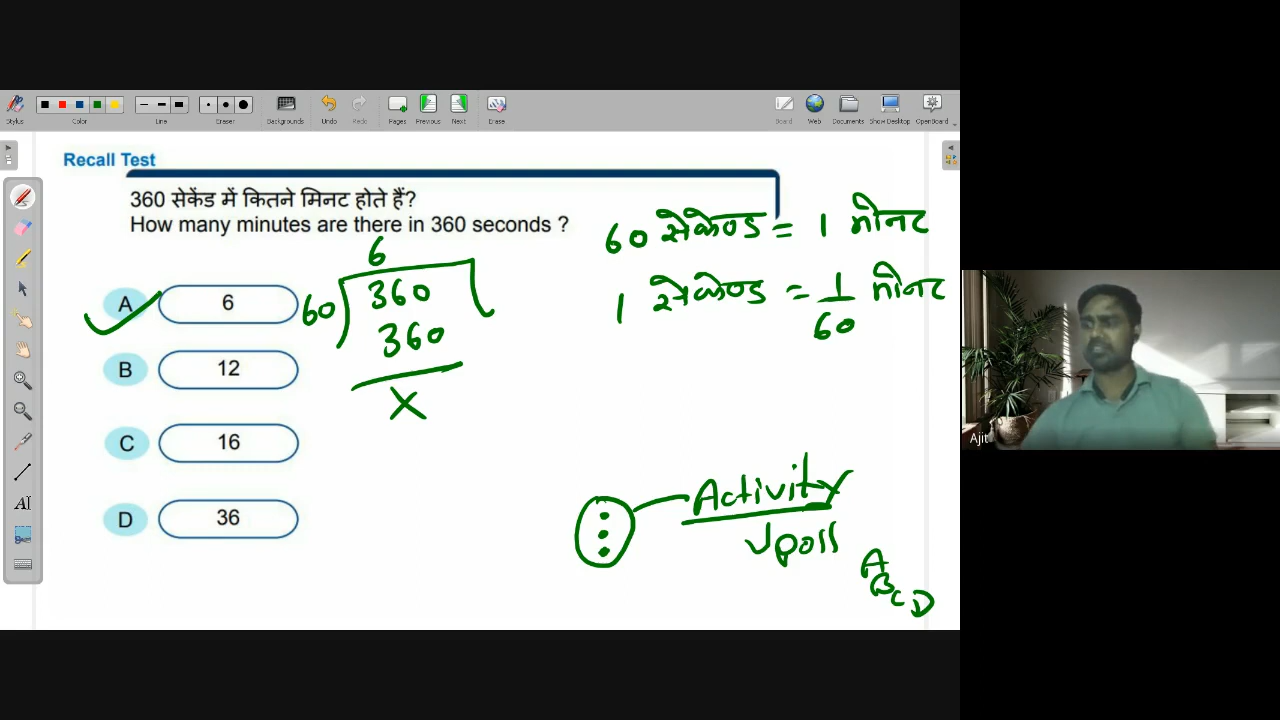 Stylus Color Line Eraser Backgrounds Undo Redo Pages Previous Next Erase Board Web Documents Show Desktop OpenBoard
Recall Test
360 सेकेंड में कितने मिनट होते हैं?
How many minutes are there in 360 seconds ?
60 सेकेण्ड = 1 मीनट
1 सेकेण्ड = 1/60 मीनट
6
60 360
360
X
A 6
B 12
C 16
D 36
Activity
√poll
A
B
C
D
AI
Ajit